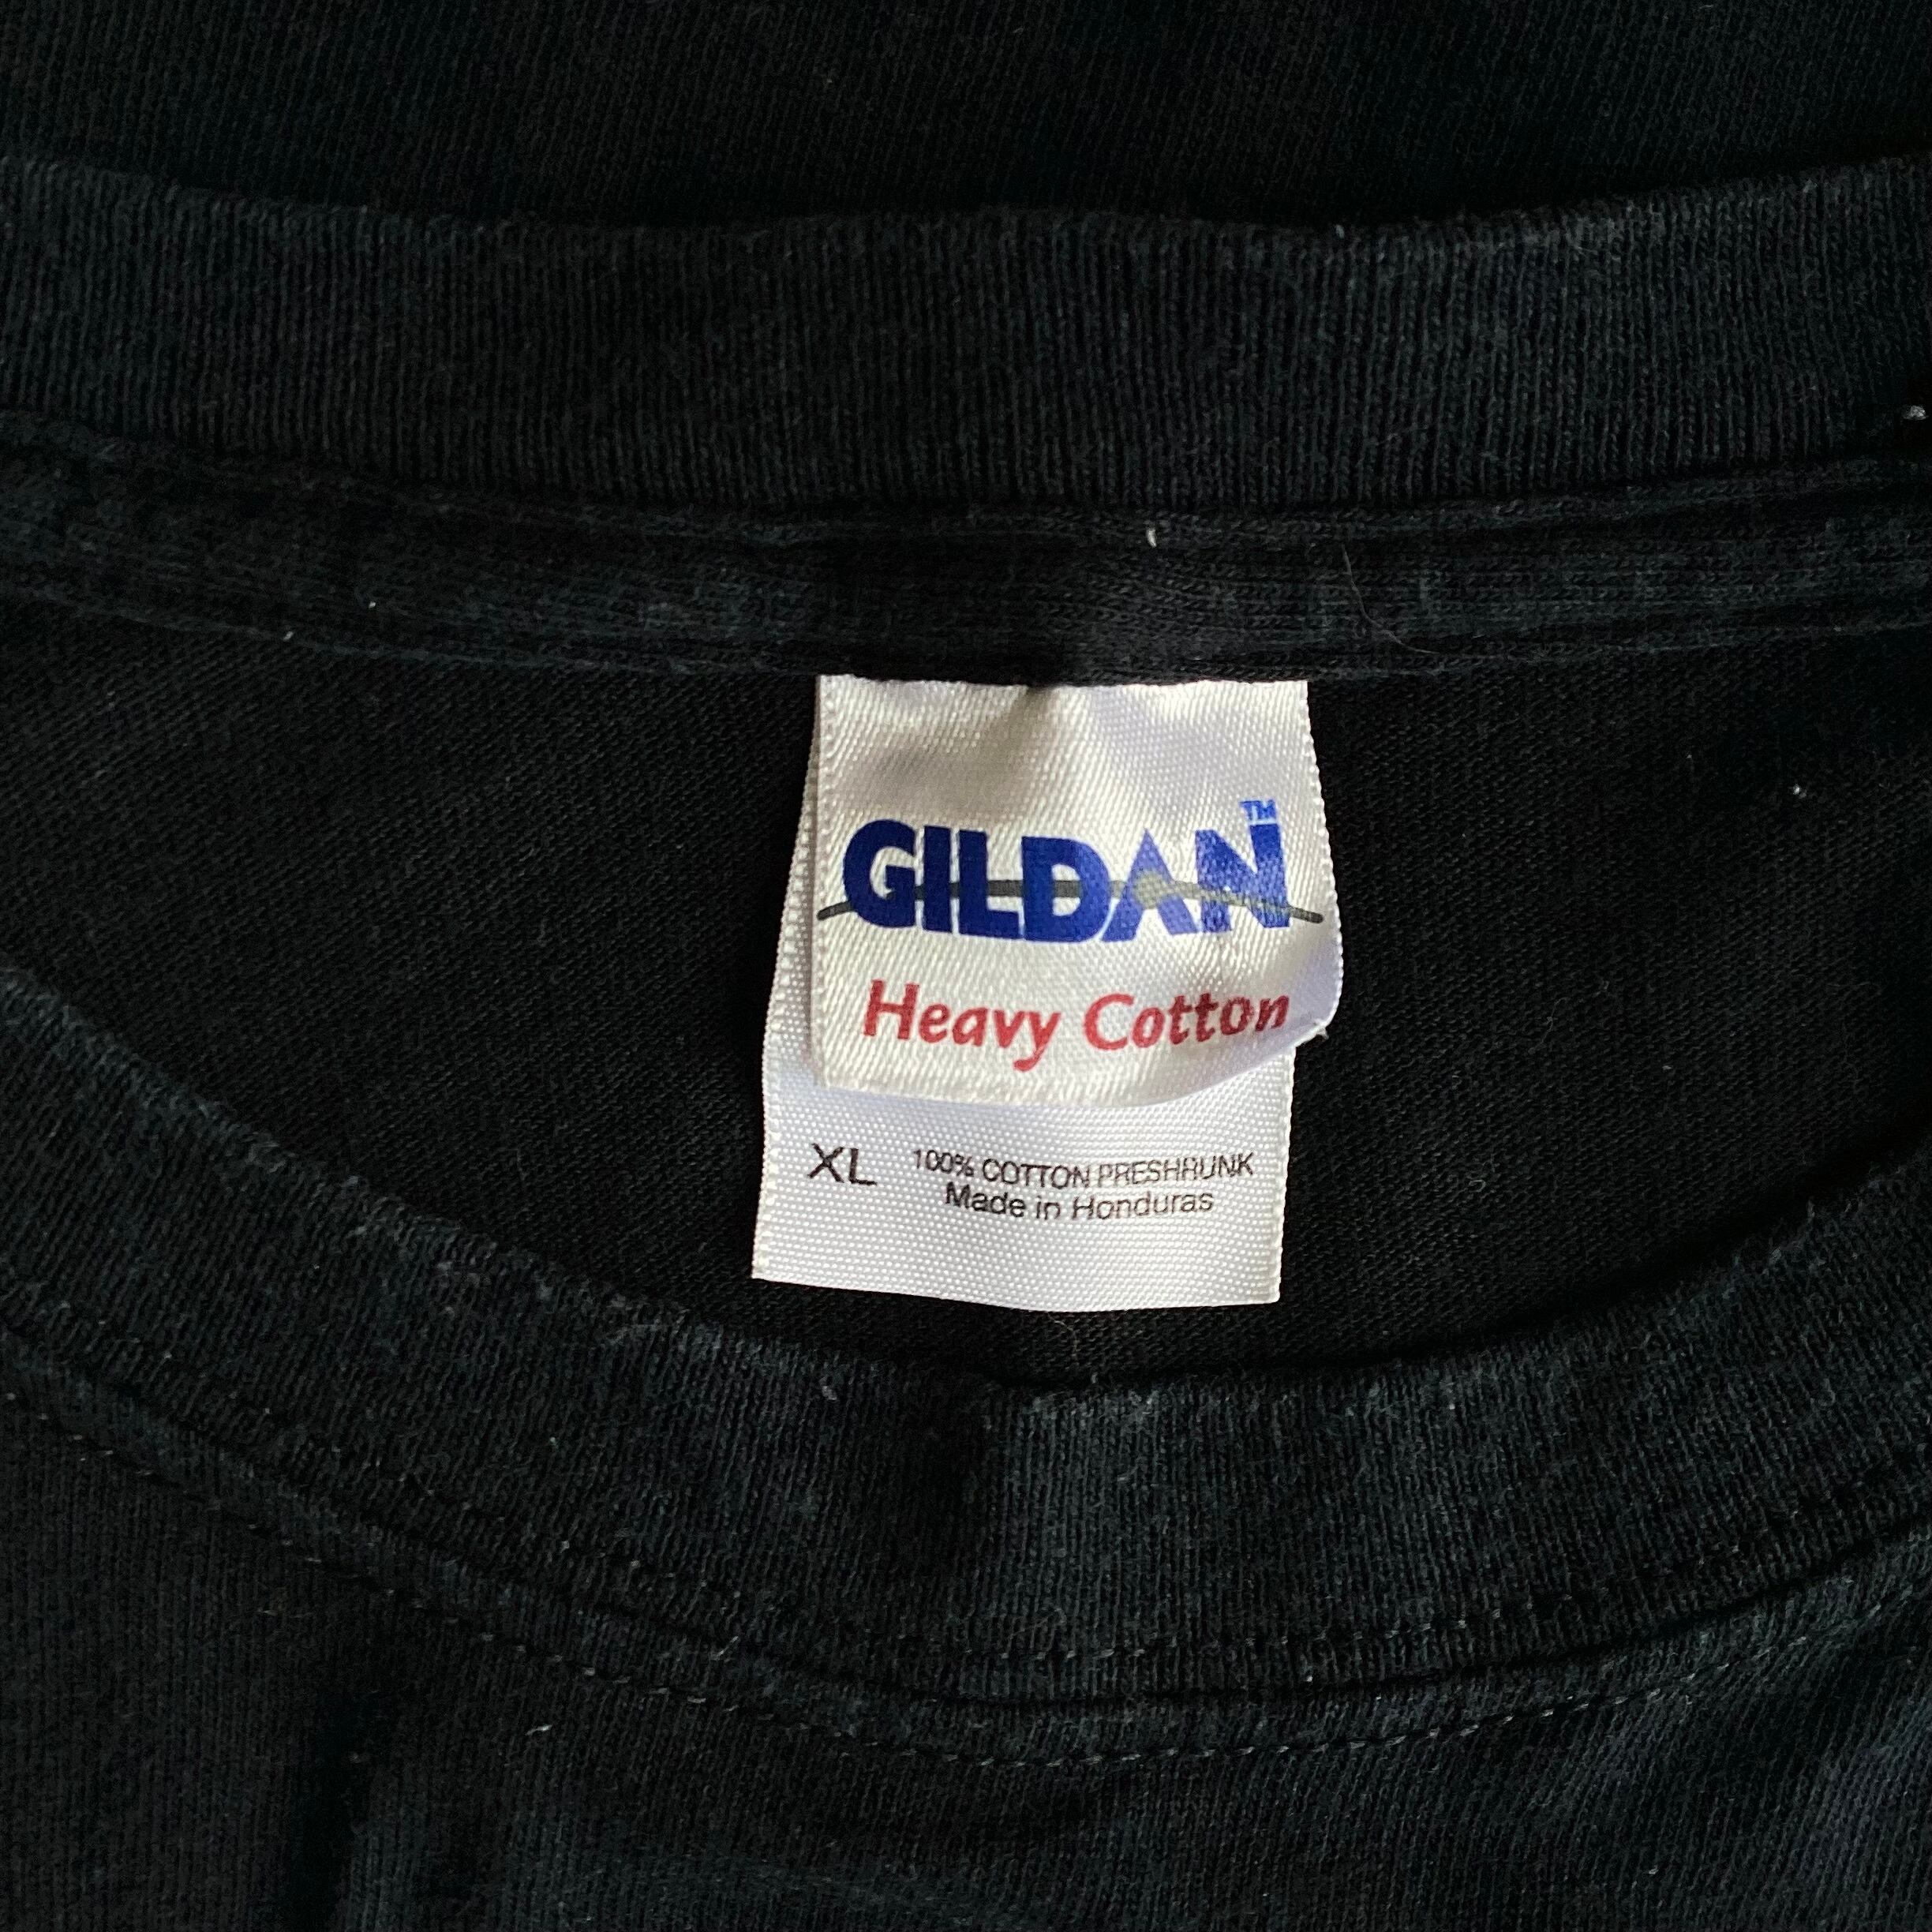 GILDAN™
Heavy Cotton
XL 100% COTTON PRESHRUNK
Made in Honduras